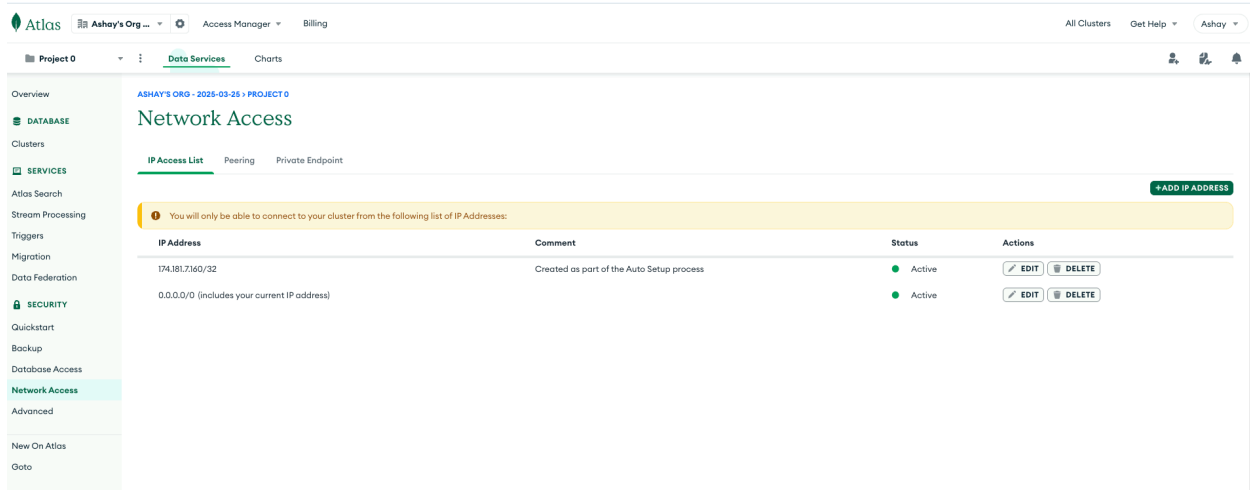 Atlas Ashay's Org ... Access Manager Billing All Clusters Get Help Ashay
Project 0 Data Services Charts
Overview
DATABASE
Clusters
SERVICES
Atlas Search
Stream Processing
Triggers
Migration
Data Federation
SECURITY
Quickstart
Backup
Database Access
Network Access
Advanced
New On Atlas
Goto
ASHAY'S ORG - 2025-03-25 > PROJECT 0
Network Access
IP Access List Peering Private Endpoint
+ADD IP ADDRESS
You will only be able to connect to your cluster from the following list of IP Addresses:
IP Address Comment Status Actions
174.181.7.160/32 Created as part of the Auto Setup process Active EDIT DELETE
0.0.0.0/0 (includes your current IP address) Active EDIT DELETE